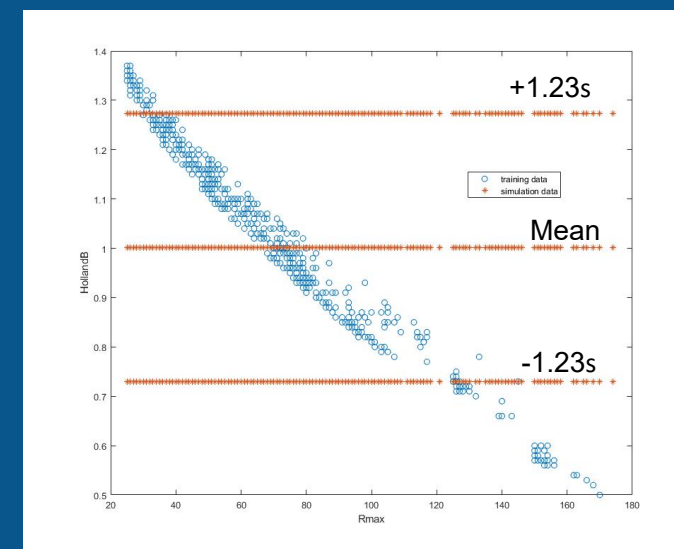 1.4
+1.23s
1.3
1.2
training data
simulation data
1.1
Mean
1
HollandB
0.9
0.8
-1.23s
0.7
0.6
0.5
20 40 60 80 100 120 140 160 180
Rmax